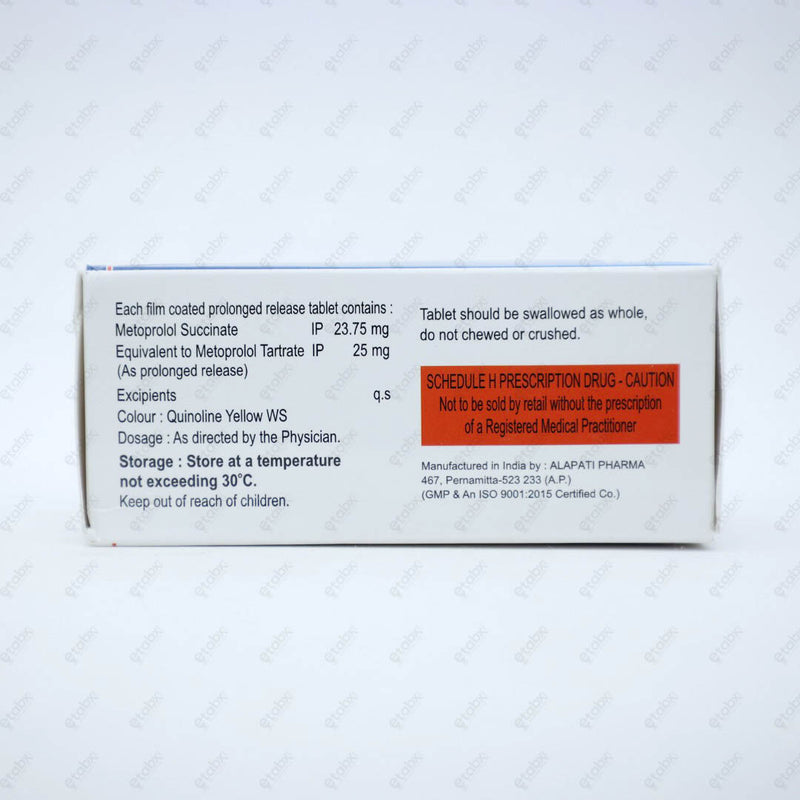 Each film coated prolonged release tablet contains :
Metoprolol Succinate IP 23.75 mg
Equivalent to Metoprolol Tartrate IP 25 mg
(As prolonged release)
Excipients q.s
Colour : Quinoline Yellow WS
Dosage : As directed by the Physician.
Storage : Store at a temperature
not exceeding 30°C.
Keep out of reach of children.
Tablet should be swallowed as whole,
do not chewed or crushed.
SCHEDULE H PRESCRIPTION DRUG - CAUTION
Not to be sold by retail without the prescription
of a Registered Medical Practitioner
Manufactured in India by : ALAPATI PHARMA
467, Pernamitta-523 233 (A.P.)
(GMP & An ISO 9001:2015 Certified Co.)
etabx